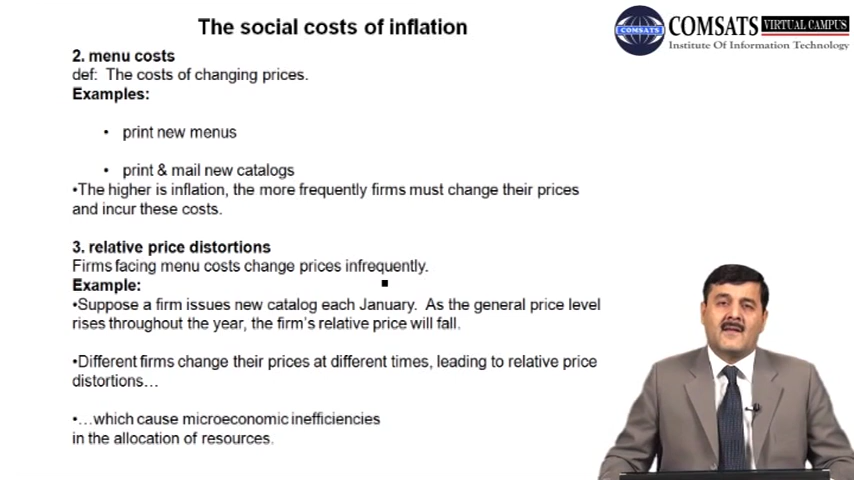 The social costs of inflation
COMSATS
COMSATS
VIRTUAL CAMPUS
Institute Of Information Technology
2. menu costs
def: The costs of changing prices.
Examples:
• print new menus
• print & mail new catalogs
•The higher is inflation, the more frequently firms must change their prices
and incur these costs.
3. relative price distortions
Firms facing menu costs change prices infrequently.
Example:
•Suppose a firm issues new catalog each January. As the general price level
rises throughout the year, the firm's relative price will fall.
•Different firms change their prices at different times, leading to relative price
distortions…
•…which cause microeconomic inefficiencies
in the allocation of resources.